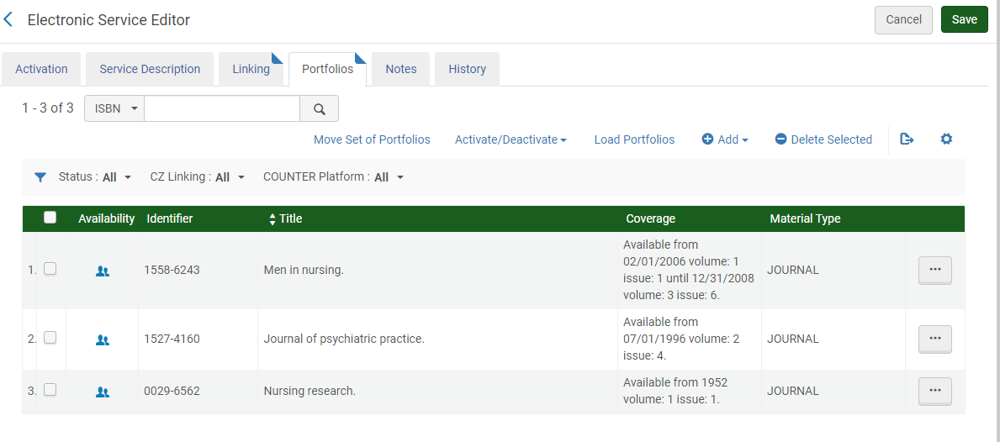 Electronic Service Editor
Cancel
Save
Activation
Service Description
Linking
Portfolios
Notes
History
1 - 3 of 3
ISBN
Move Set of Portfolios
Activate/Deactivate
Load Portfolios
Add
Delete Selected
Status : All
CZ Linking : All
COUNTER Platform : All
Availability
Identifier
Title
Coverage
Material Type
1.
1558-6243
Men in nursing.
Available from
02/01/2006 volume: 1
issue: 1 until 12/31/2008
volume: 3 issue: 6.
JOURNAL
2.
1527-4160
Journal of psychiatric practice.
Available from
07/01/1996 volume: 2
issue: 4.
JOURNAL
3.
0029-6562
Nursing research.
Available from 1952
volume: 1 issue: 1.
JOURNAL